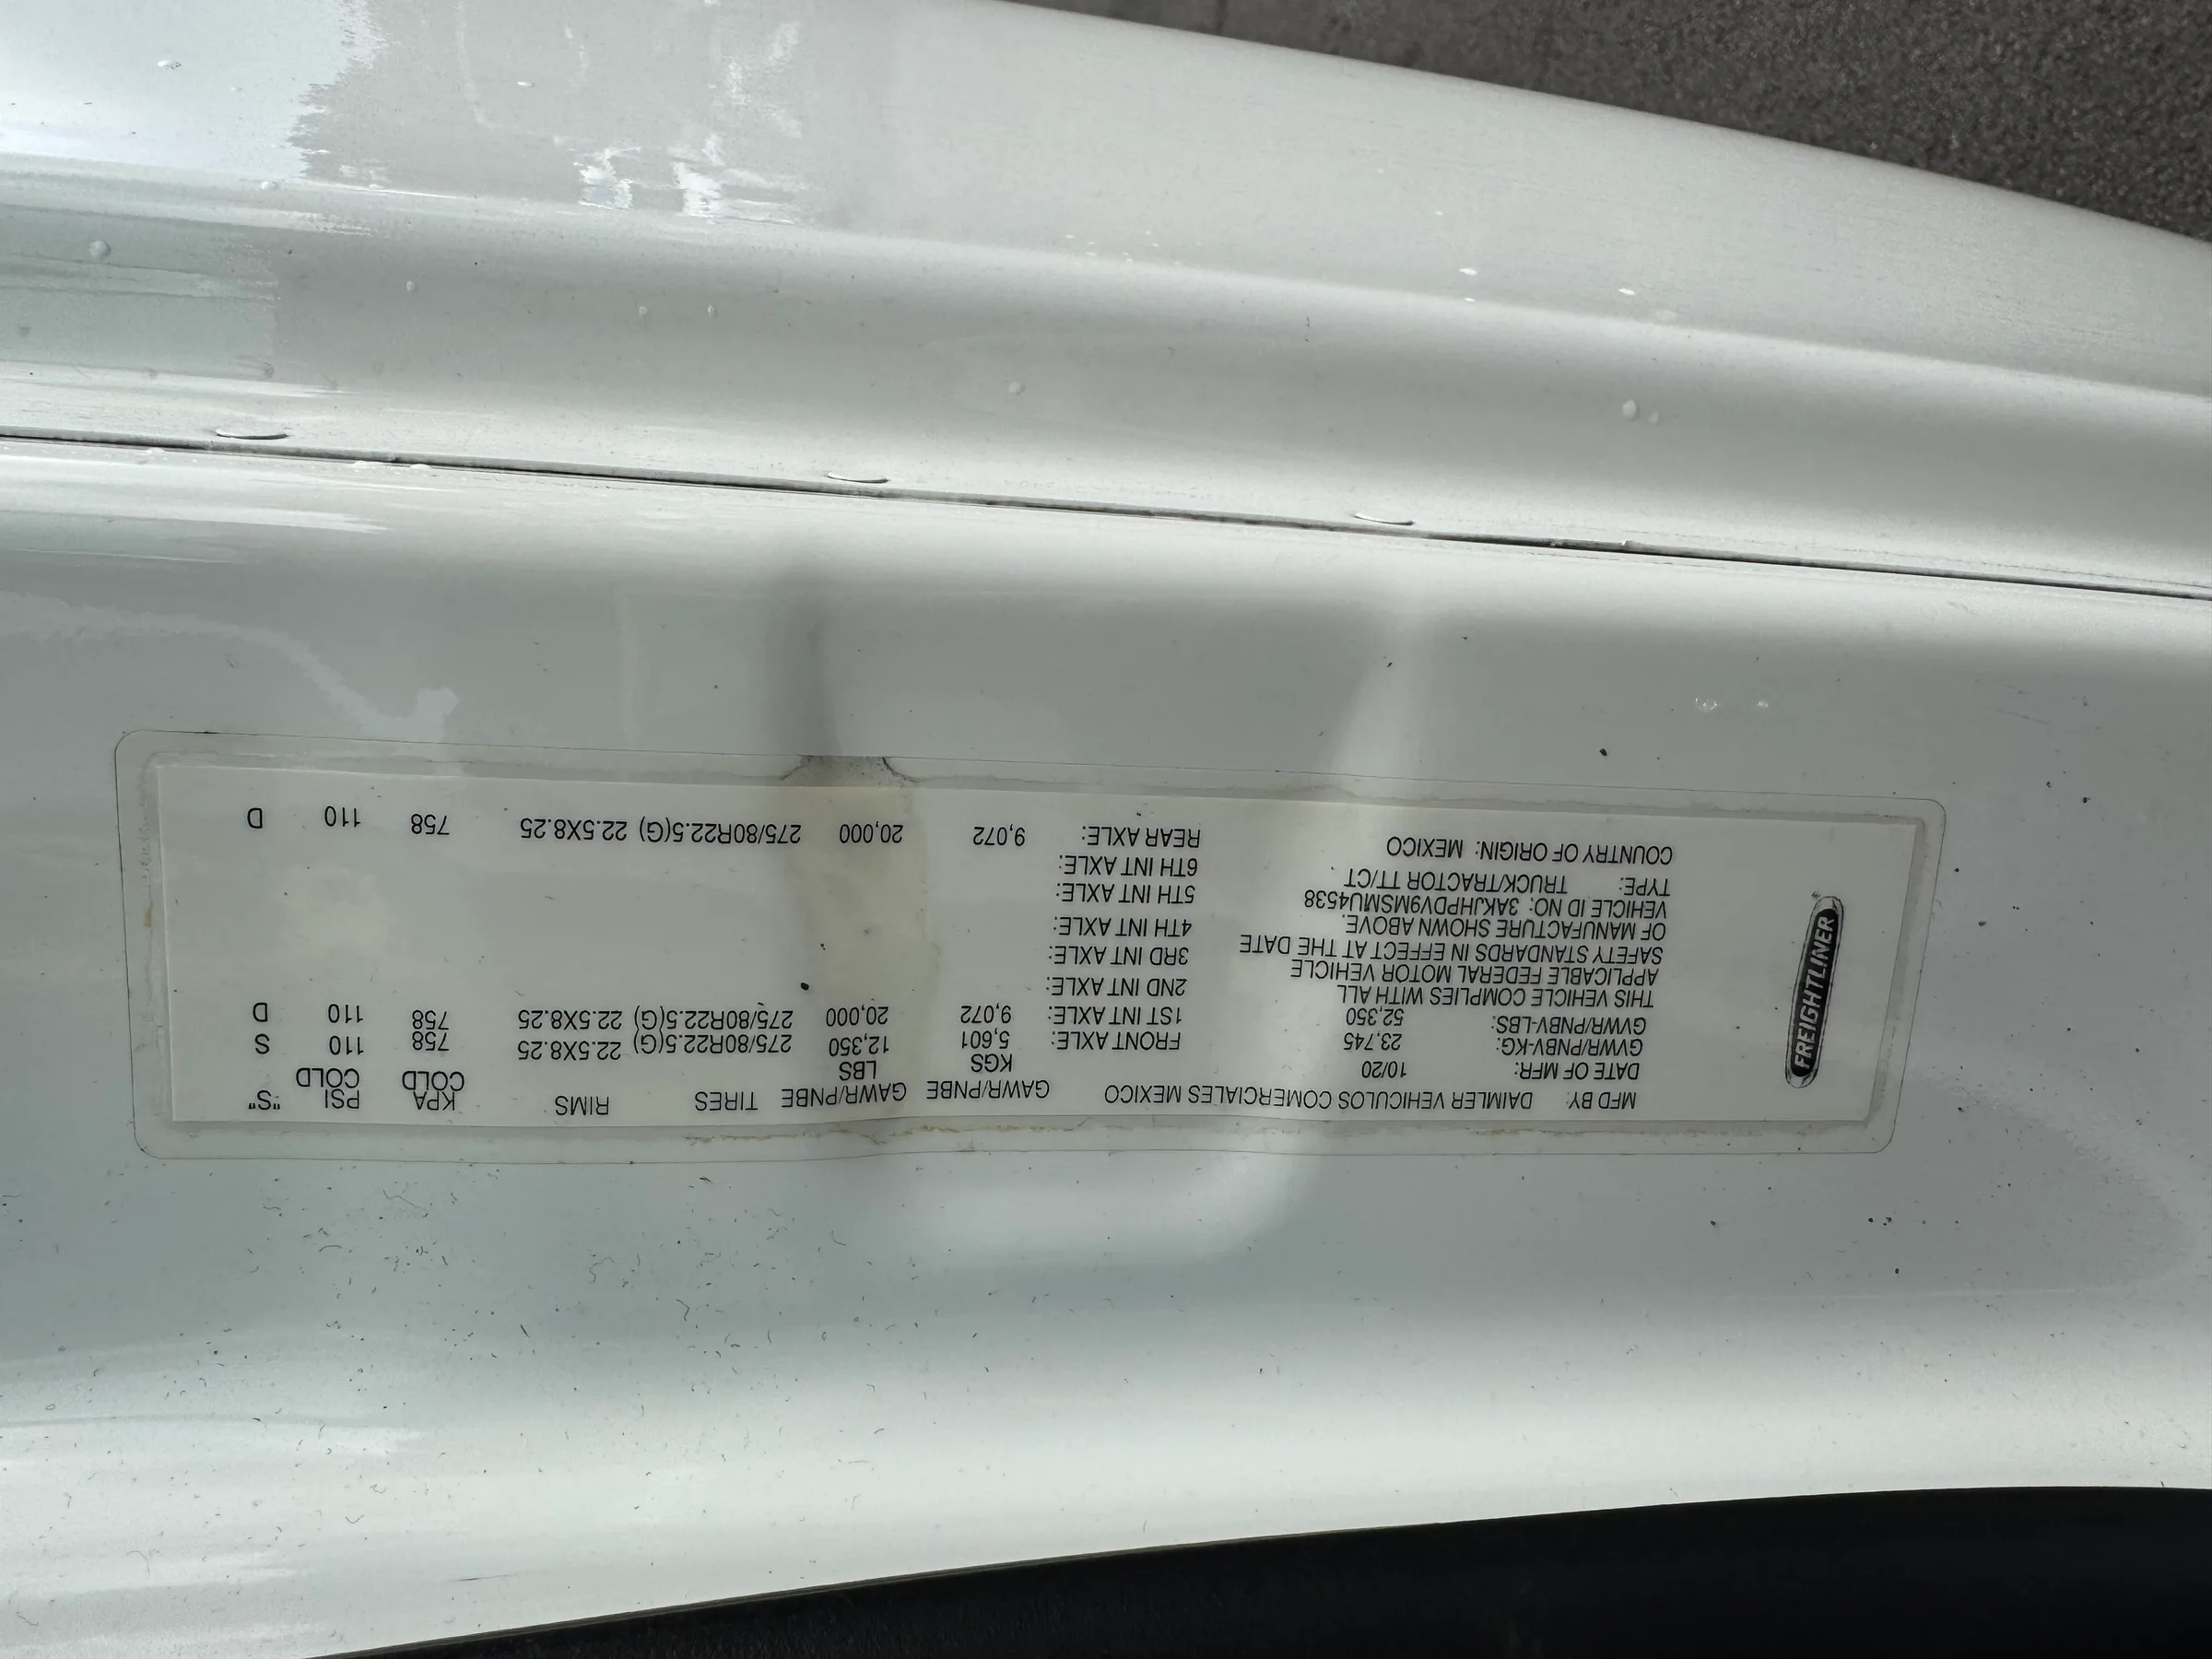 FREIGHTLINER
MFD BY: DAIMLER VEHICULOS COMERCIALES MEXICO
DATE OF MFR: 10/20
GVWR/PNBV-KG: 23,745
GVWR/PNBV-LBS: 52,350
THIS VEHICLE COMPLIES WITH ALL
APPLICABLE FEDERAL MOTOR VEHICLE
SAFETY STANDARDS IN EFFECT AT THE DATE
OF MANUFACTURE SHOWN ABOVE.
VEHICLE ID NO: 3AKJHPDV9MSMU4538
TYPE: TRUCK/TRACTOR TT/CT
COUNTRY OF ORIGIN: MEXICO
GAWR/PNBE GAWR/PNBE TIRES RIMS KPA PSI "S"
KGS LBS COLD COLD
FRONT AXLE: 5,601 12,350 275/80R22.5(G) 22.5X8.25 758 110 S
1ST INT AXLE: 9,072 20,000 275/80R22.5(G) 22.5X8.25 758 110 D
2ND INT AXLE:
3RD INT AXLE:
4TH INT AXLE:
5TH INT AXLE:
6TH INT AXLE:
REAR AXLE: 9,072 20,000 275/80R22.5(G) 22.5X8.25 758 110 D